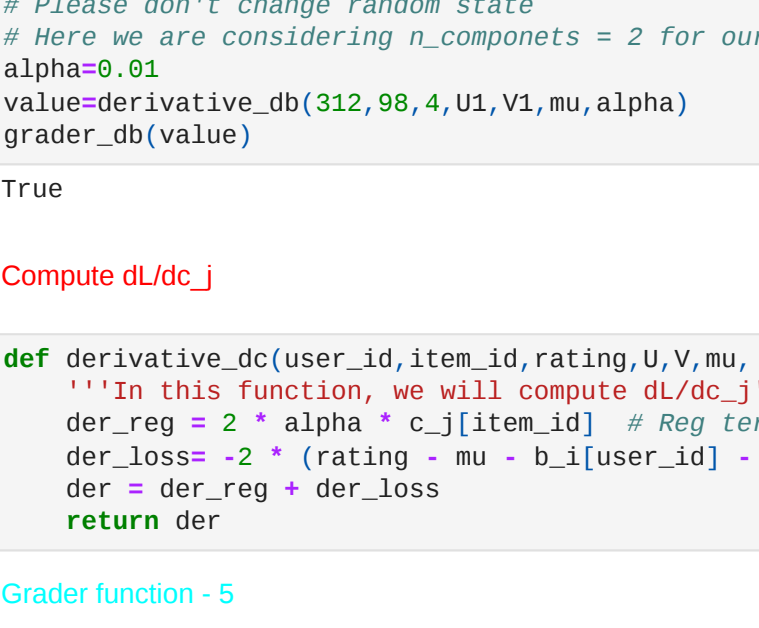 # Please don't change random state
# Here we are considering n_componets = 2 for our
alpha=0.01
value=derivative_db(312,98,4,U1,V1,mu,alpha)
grader_db(value)
True
Compute dL/dc_j
def derivative_dc(user_id,item_id,rating,U,V,mu,
    '''In this function, we will compute dL/dc_j'
    der_reg = 2 * alpha * c_j[item_id]  # Reg ter
    der_loss= -2 * (rating - mu - b_i[user_id] -
    der = der_reg + der_loss
    return der
Grader function - 5